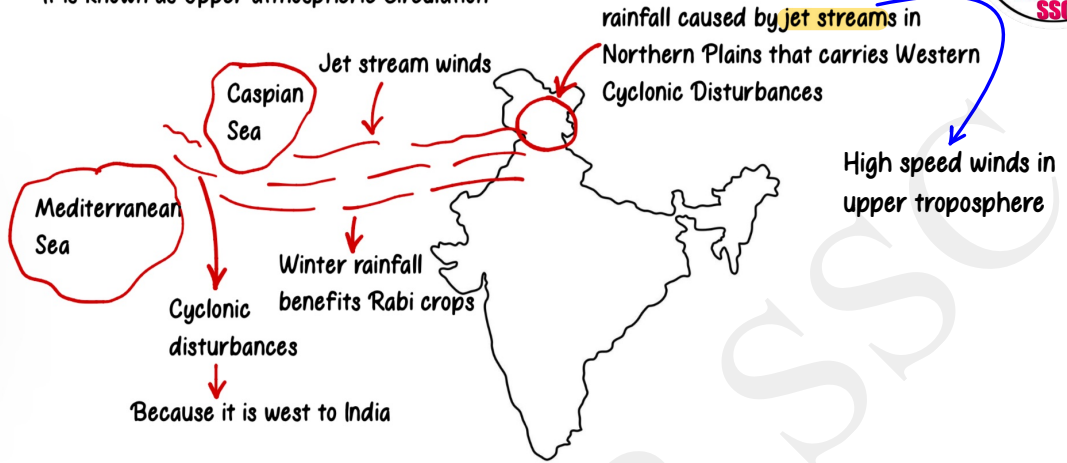 It is known as Upper atmospheric Circulation
SSC
rainfall caused by jet streams in
Northern Plains that carries Western
Cyclonic Disturbances
Jet stream winds
Caspian
Sea
High speed winds in
upper troposphere
Mediterranean
Sea
Winter rainfall
benefits Rabi crops
Cyclonic
disturbances
Because it is west to India
SSC